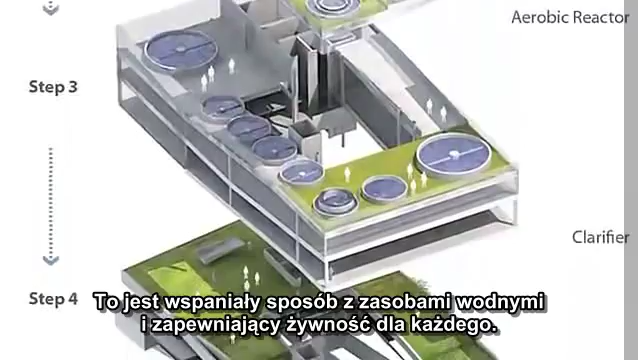 Aerobic Reactor
Step 3
Clarifier
Step 4
To jest wspaniały sposób z zasobami wodnymi
i zapewniający żywność dla każdego.